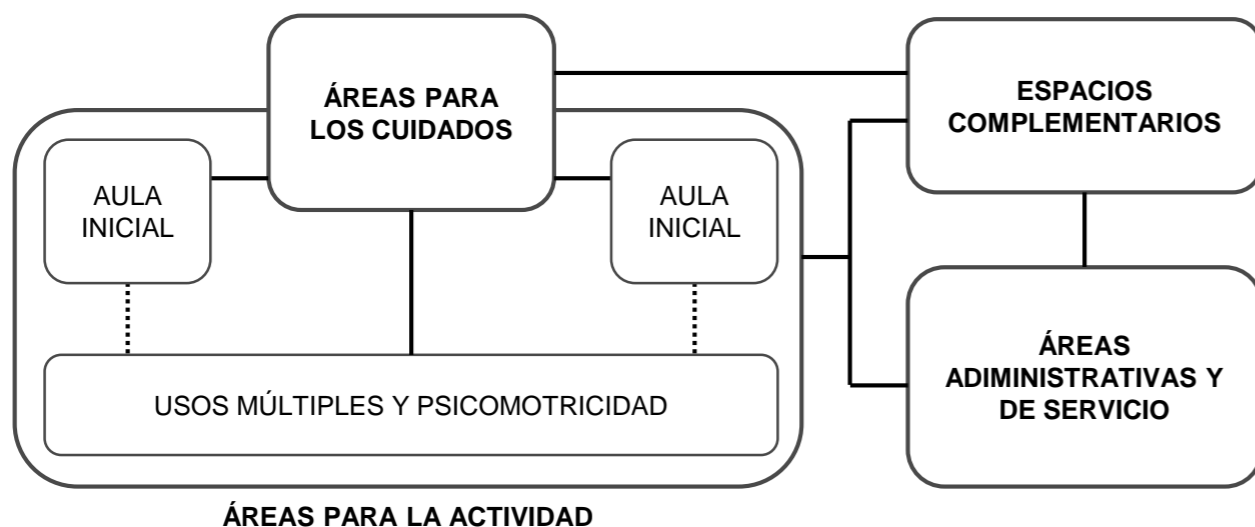 ÁREAS PARA
LOS CUIDADOS
ESPACIOS
COMPLEMENTARIOS
AULA
INICIAL
AULA
INICIAL
USOS MÚLTIPLES Y PSICOMOTRICIDAD
ÁREAS
ADIMINISTRATIVAS Y
DE SERVICIO
ÁREAS PARA LA ACTIVIDAD